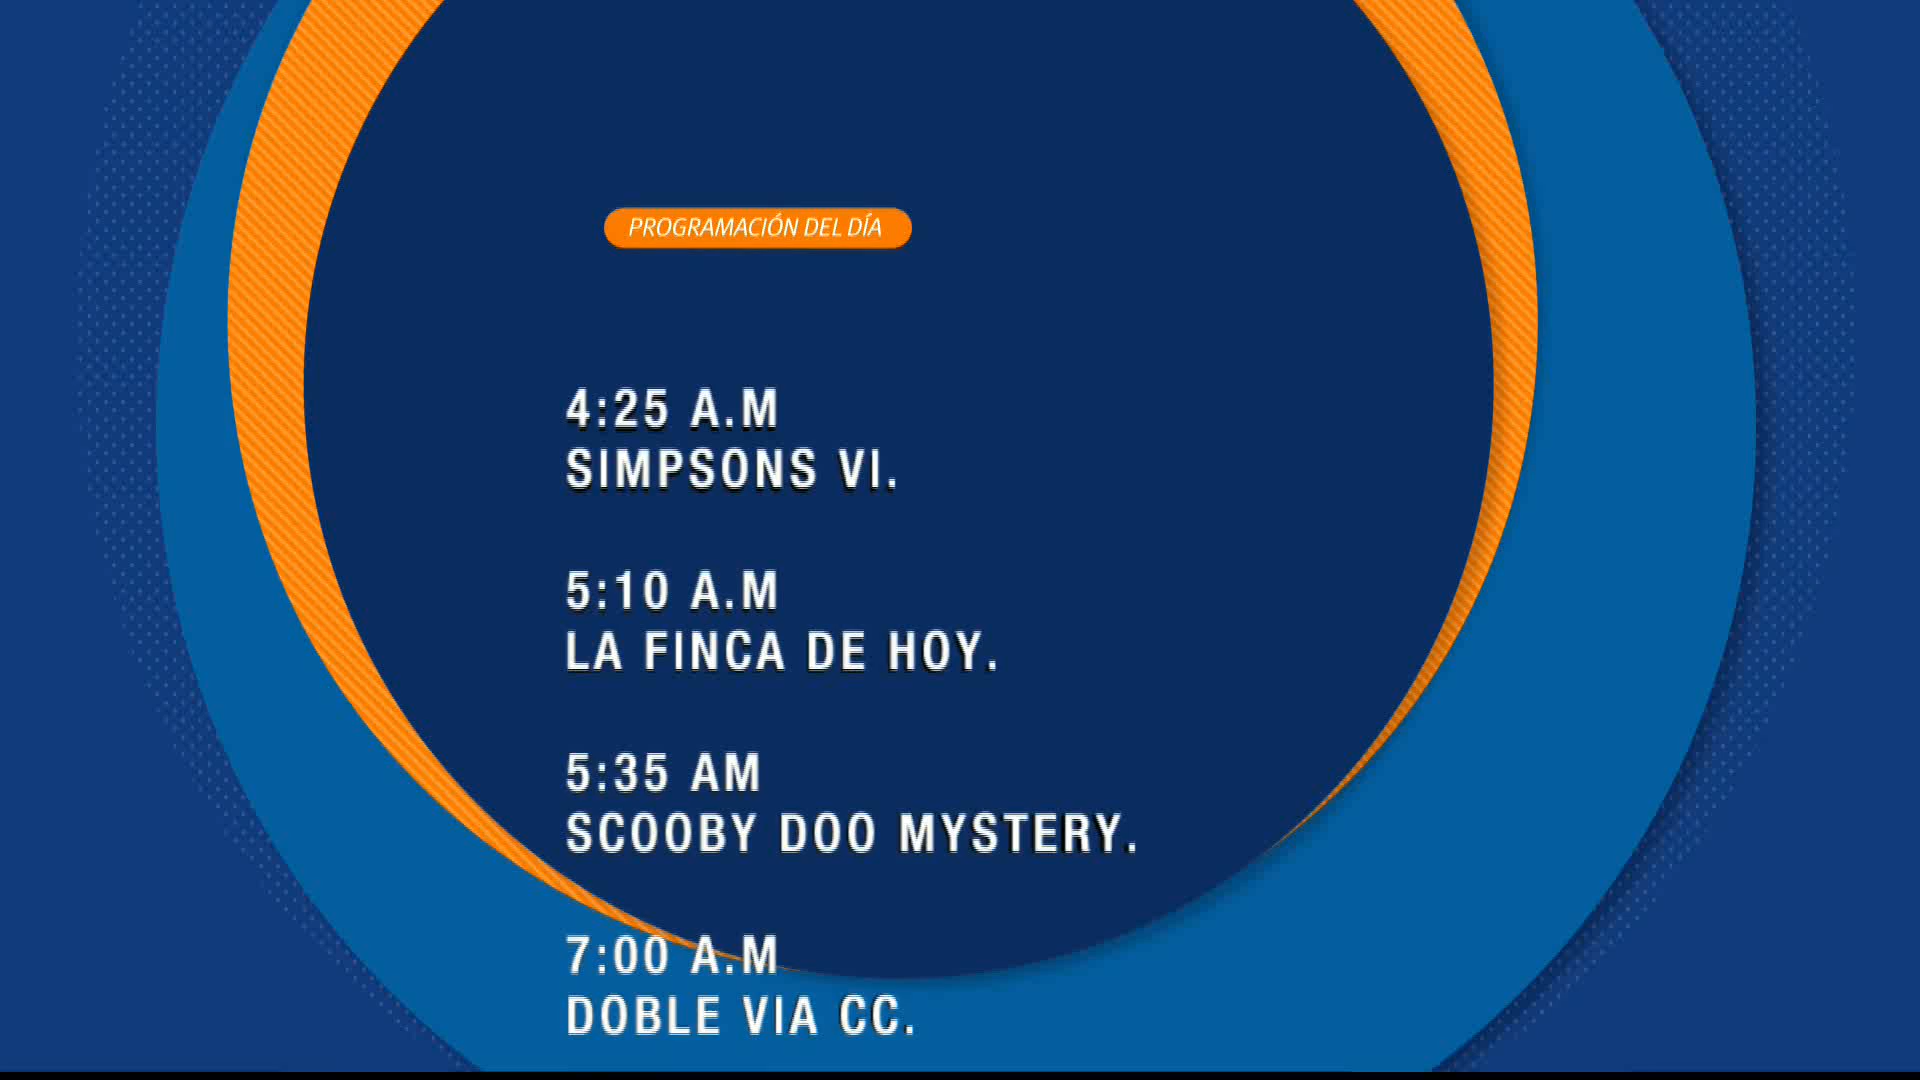 PROGRAMACIÓN DEL DÍA
4:25 A.M
SIMPSONS VI.
5:10 A.M
LA FINCA DE HOY.
5:35 AM
SCOOBY DOO MYSTERY.
7:00 A.M
DOBLE VIA CC.